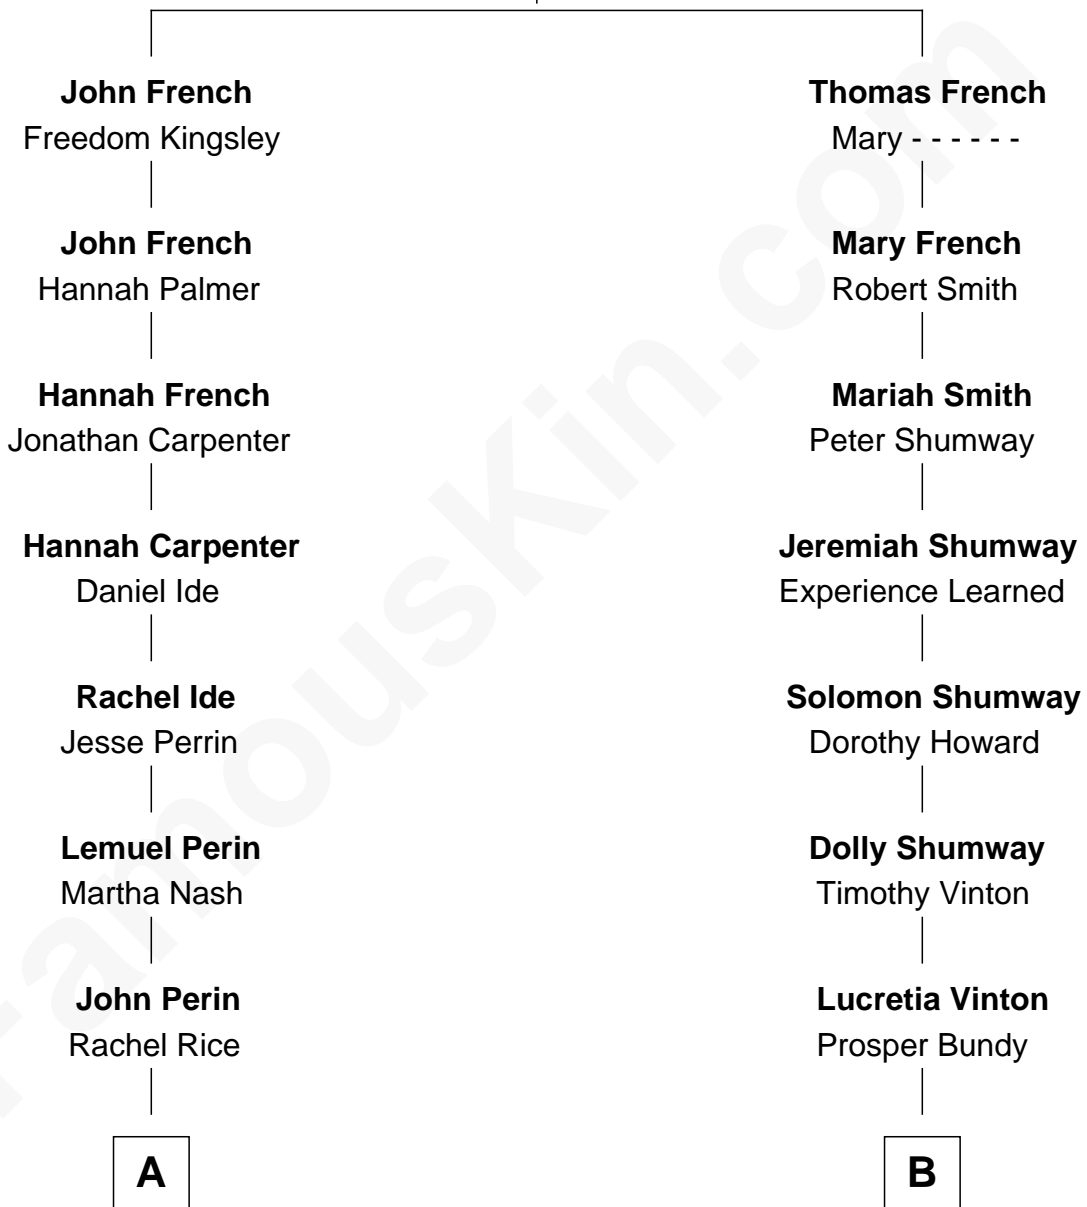 John French
Freedom Kingsley
John French
Hannah Palmer
Hannah French
Jonathan Carpenter
Hannah Carpenter
Daniel Ide
Rachel Ide
Jesse Perrin
Lemuel Perin
Martha Nash
John Perin
Rachel Rice
A
Thomas French
Mary - - - - - -
Mary French
Robert Smith
Mariah Smith
Peter Shumway
Jeremiah Shumway
Experience Learned
Solomon Shumway
Dorothy Howard
Dolly Shumway
Timothy Vinton
Lucretia Vinton
Prosper Bundy
B
FamousKin.com